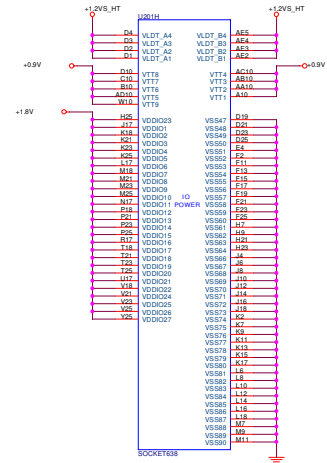 +1.2VS_HT +1.2VS_HT
U201H
D4 VLDT_A4 VLDT_B4 AE5
D3 VLDT_A3 VLDT_B3 AE4
D2 VLDT_A2 VLDT_B2 AE3
D1 VLDT_A1 VLDT_B1 AE2
+0.9V +0.9V
D10 VTT8 VTT4 AC10
C10 VTT7 VTT3 AB10
B10 VTT6 VTT2 AA10
AD10 VTT5 VTT1 A10
W10 VTT9
+1.8V
H25 VDDIO23 VSS47 D19
J17 VDDIO1 VSS48 D21
K18 VDDIO2 VSS49 D23
K21 VDDIO3 VSS50 E4
K23 VDDIO4 VSS51 F2
K25 VDDIO5 VSS52 F11
L17 VDDIO6 VSS53 F13
M18 VDDIO7 VSS54 F15
M21 VDDIO8 VSS55 F17
M23 VDDIO9 VSS56 F19
M25 VDDIO10 IO VSS57 F21
N17 VDDIO11 POWER VSS58 F23
P18 VDDIO12 VSS59 F25
P21 VDDIO13 VSS60 H7
P23 VDDIO14 VSS61 H9
P25 VDDIO15 VSS62 H21
R17 VDDIO16 VSS63 H23
T18 VDDIO17 VSS64 J4
T21 VDDIO18 VSS66 J6
T23 VDDIO19 VSS67 J8
T25 VDDIO20 VSS68 J10
U17 VDDIO21 VSS69 J12
V18 VDDIO22 VSS70 J14
V21 VDDIO24 VSS71 J16
V23 VDDIO25 VSS72 J18
V25 VDDIO26 VSS73 K2
Y25 VDDIO27 VSS74 K7
VSS75 K9
VSS76 K11
VSS77 K13
VSS78 K15
VSS79 K17
VSS80 L6
VSS81 L8
VSS82 L10
VSS83 L12
VSS84 L14
VSS85 L16
VSS86 L18
VSS87 M7
VSS88 M9
VSS89 M11
VSS90
SOCKET638